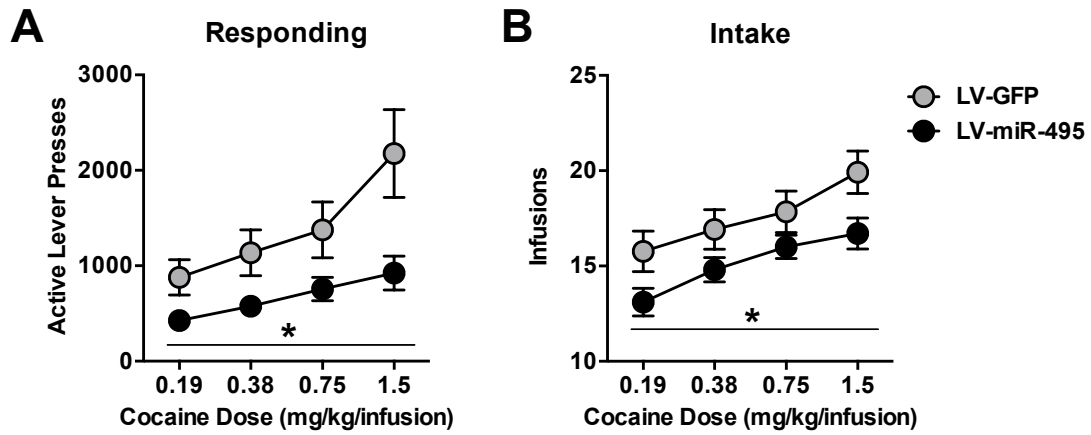 A
Responding
3000
2000
1000
0
Active Lever Presses
*
0.19
0.38
0.75
1.5
Cocaine Dose (mg/kg/infusion)
B
Intake
25
20
15
10
Infusions
*
0.19
0.38
0.75
1.5
Cocaine Dose (mg/kg/infusion)
LV-GFP
LV-miR-495